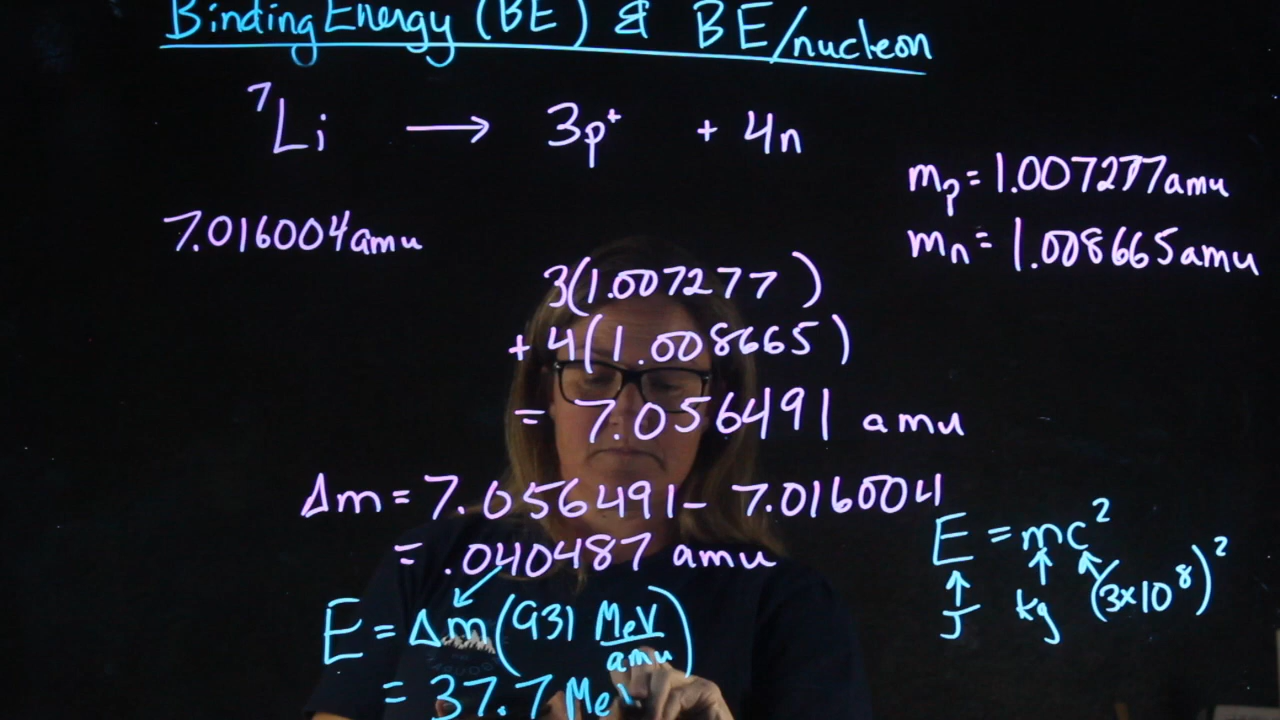 Binding Energy (BE) & BE/nucleon
⁷Li → 3p⁺ + 4n
mp = 1.007277amu
7.016004amu
mn = 1.008665amu
3(1.007277)
+ 4(1.008665)
= 7.056491 amu
Δm = 7.056491 - 7.016004
= .040487 amu
E = mc²
J kg (3x10⁸)²
E = Δm(931 MeV/amu)
= 37.7 MeV